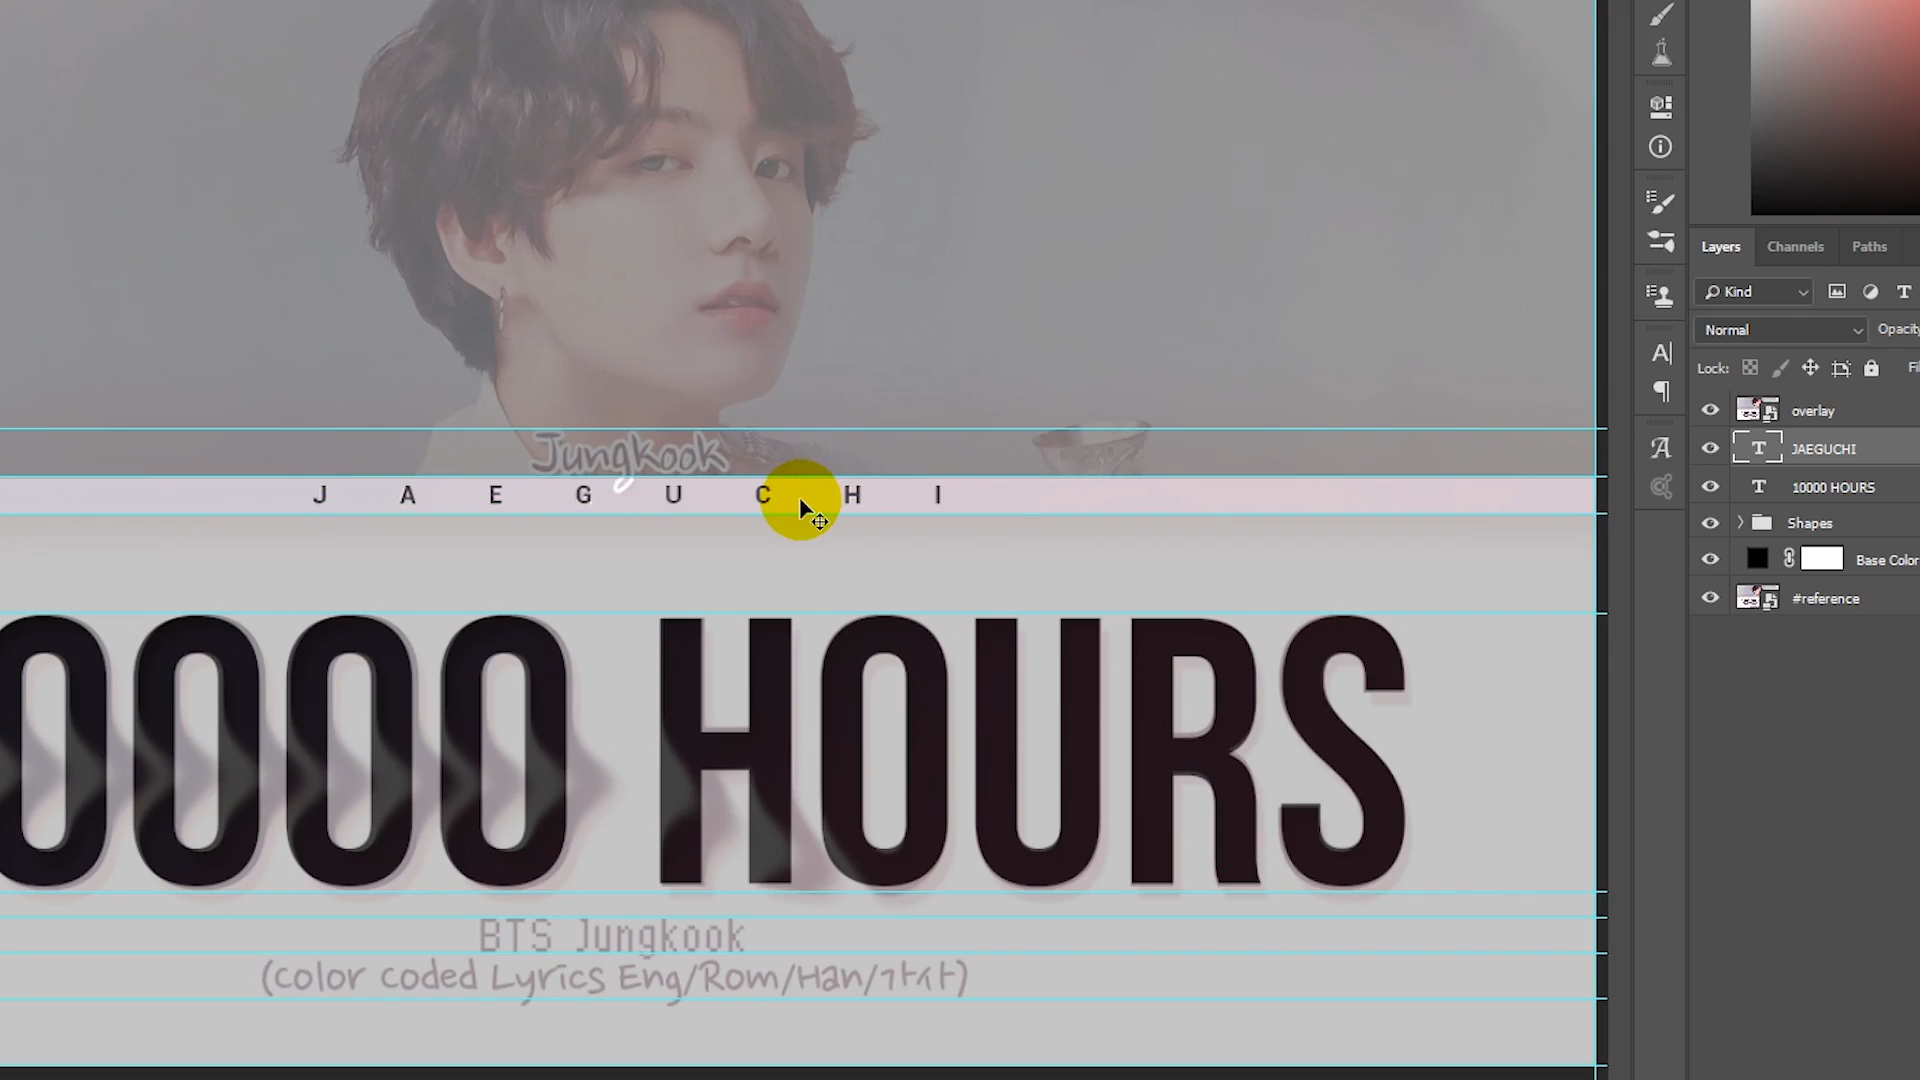 Layers Channels Paths
Kind
Normal Opacity
Lock: Fi
overlay
JAEGUCHI
10000 HOURS
Shapes
Base Color
#reference
Jungkook
J A E G U C H I
0000 HOURS
BTS Jungkook
(color coded Lyrics Eng/Rom/Han/가사)